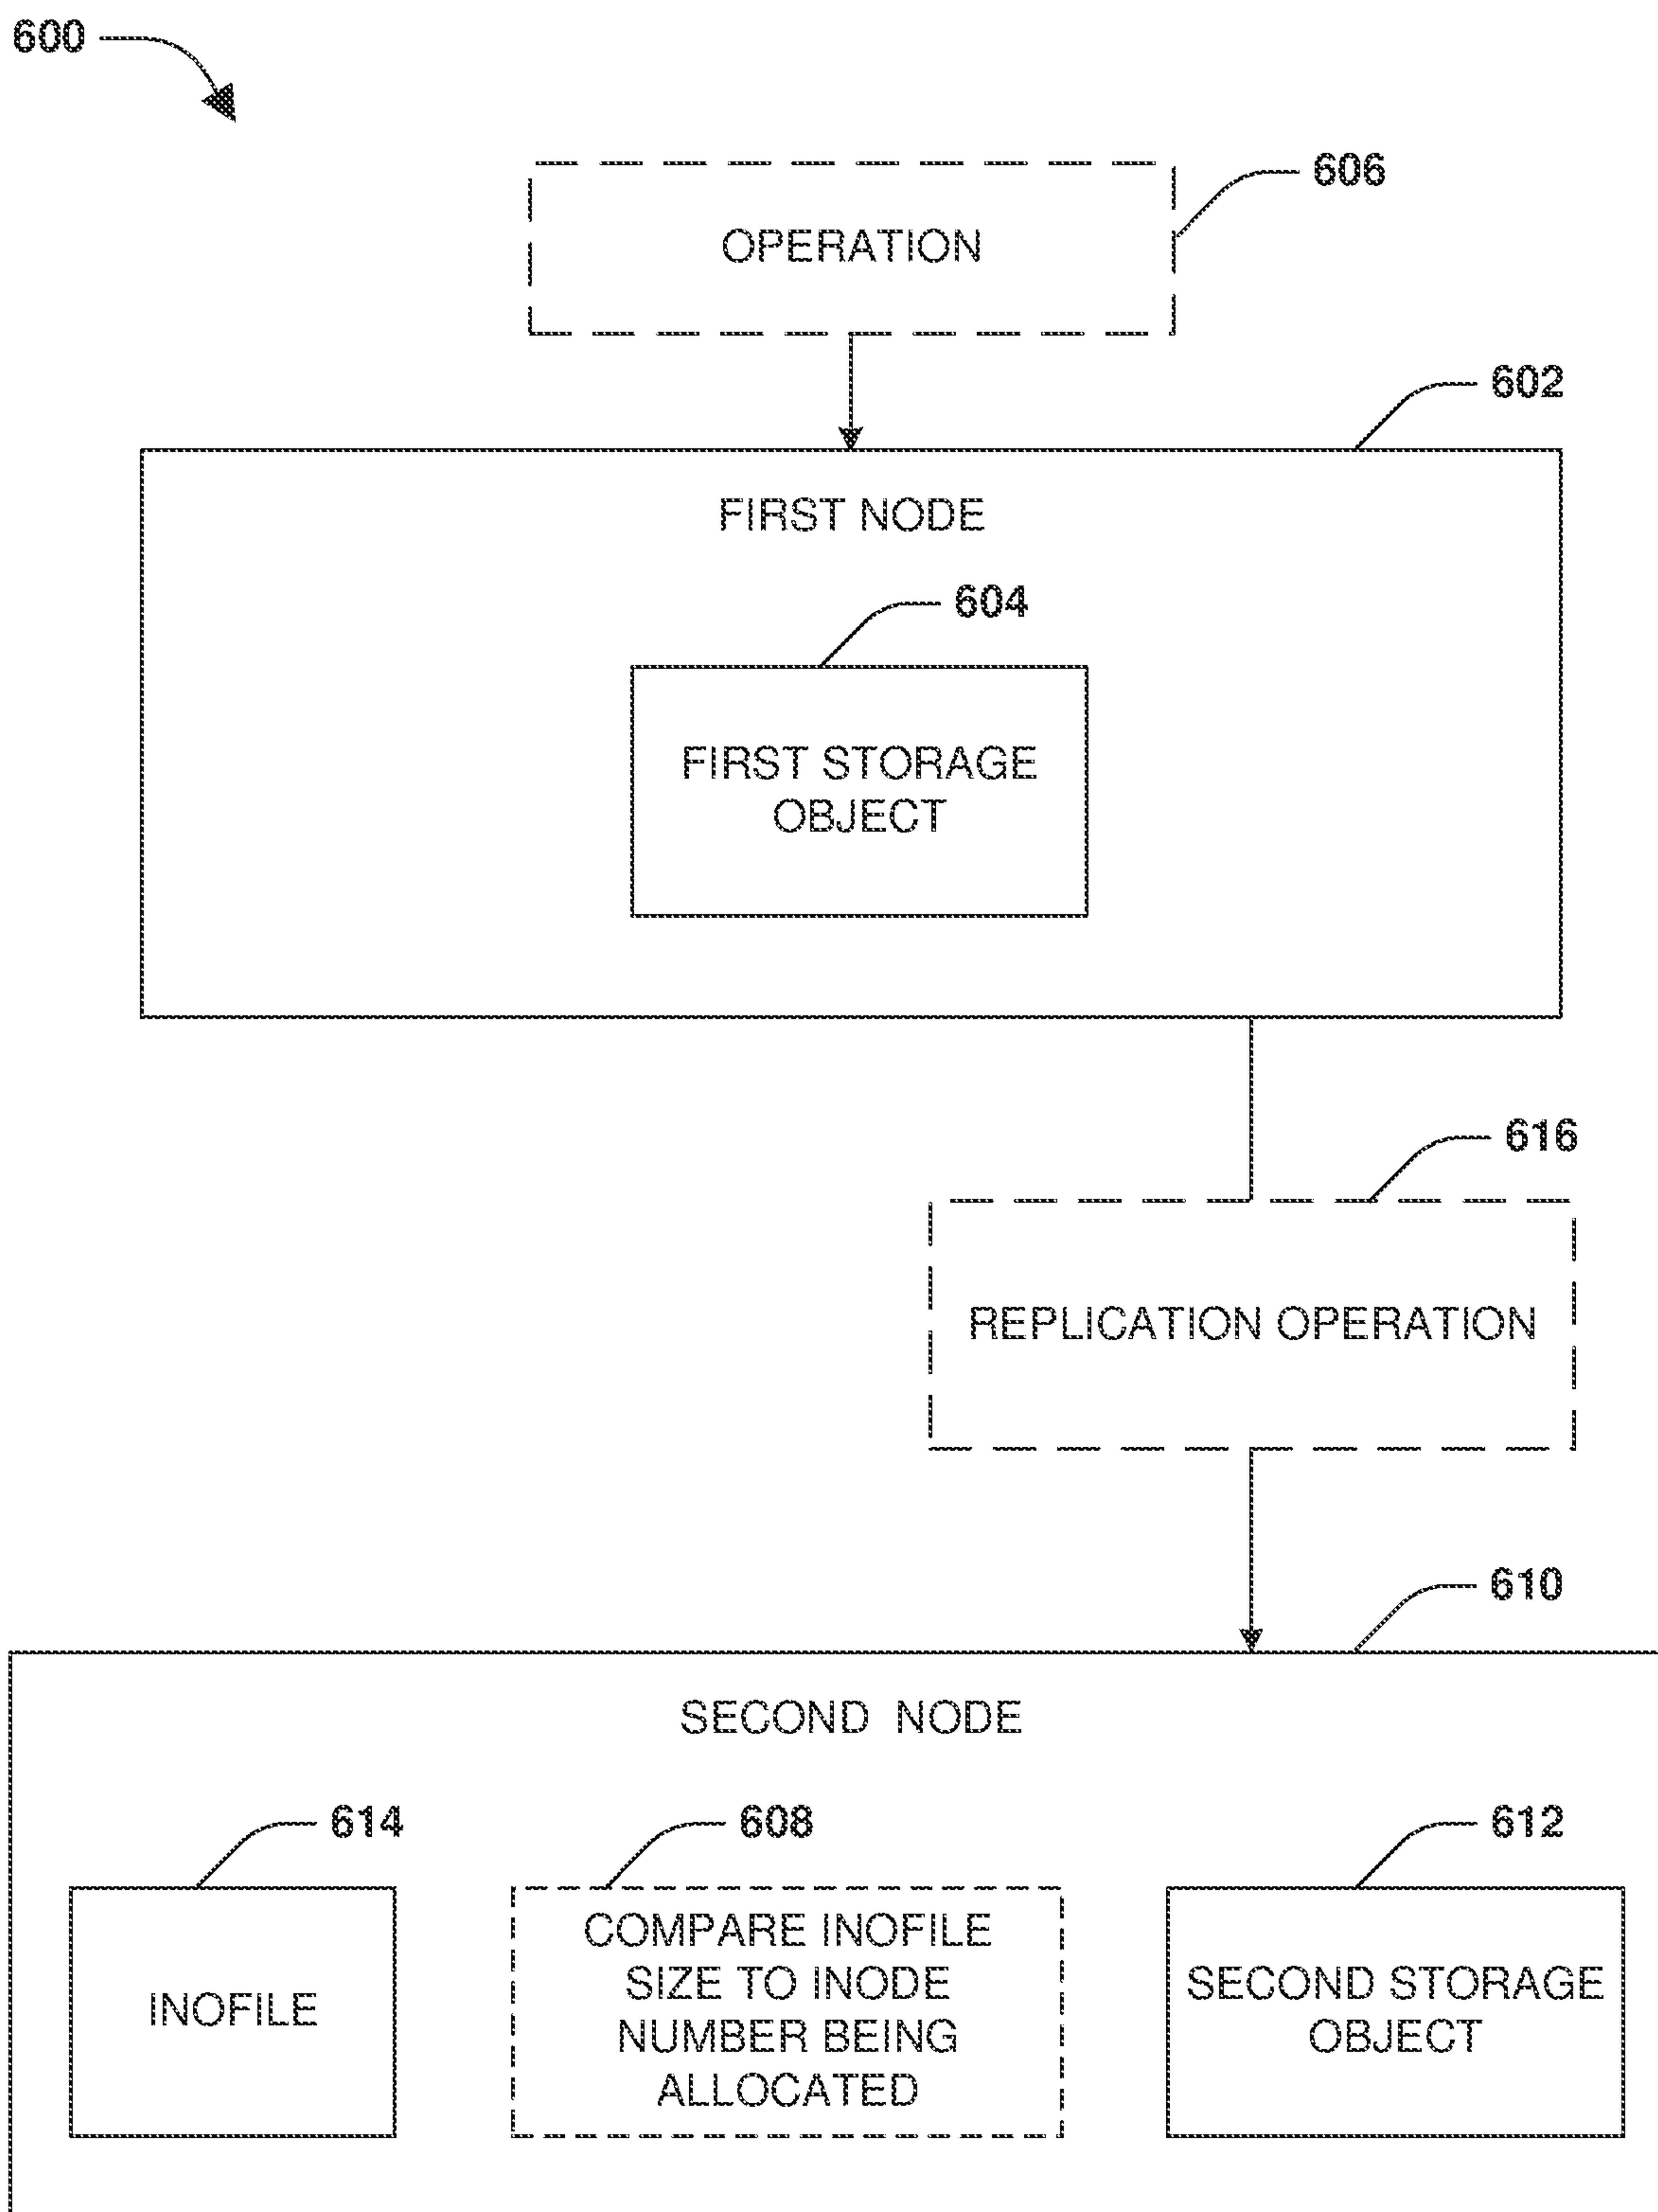 600
606
OPERATION
602
FIRST NODE
604
FIRST STORAGE
OBJECT
616
REPLICATION OPERATION
610
SECOND NODE
614
608
612
INOFILE
COMPARE INOFILE
SIZE TO INODE
NUMBER BEING
ALLOCATED
SECOND STORAGE
OBJECT